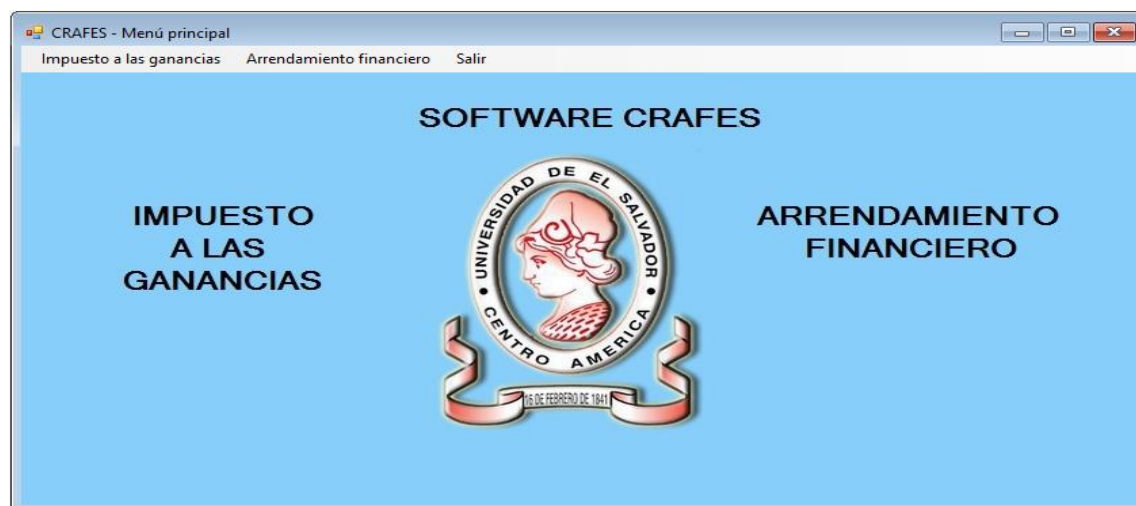 CRAFES - Menú principal
Impuesto a las ganancias Arrendamiento financiero Salir
SOFTWARE CRAFES
IMPUESTO
A LAS
GANANCIAS
UNIVERSIDAD DE EL SALVADOR
CENTRO AMERICA
16 DE FEBRERO DE 1841
ARRENDAMIENTO
FINANCIERO